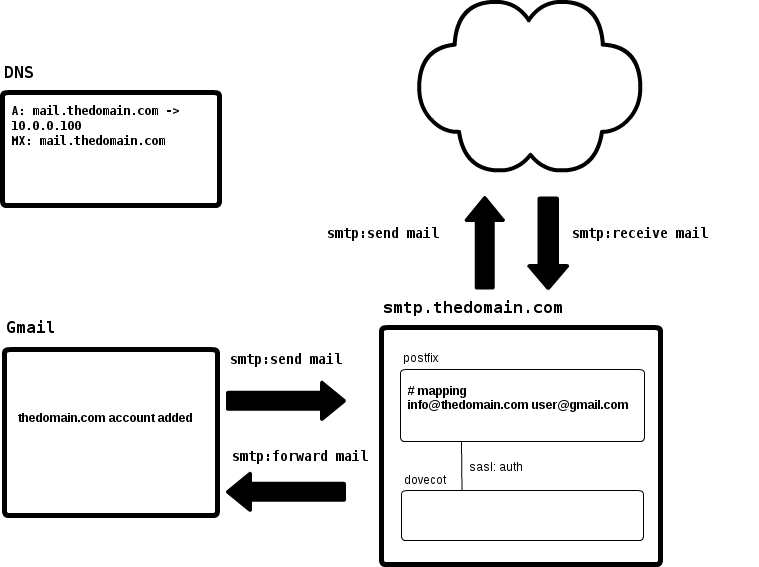 DNS
A: mail.thedomain.com ->
10.0.0.100
MX: mail.thedomain.com
smtp:send mail
smtp:receive mail
smtp.thedomain.com
Gmail
thedomain.com account added
smtp:send mail
smtp:forward mail
postfix
# mapping
info@thedomain.com user@gmail.com
sasl: auth
dovecot